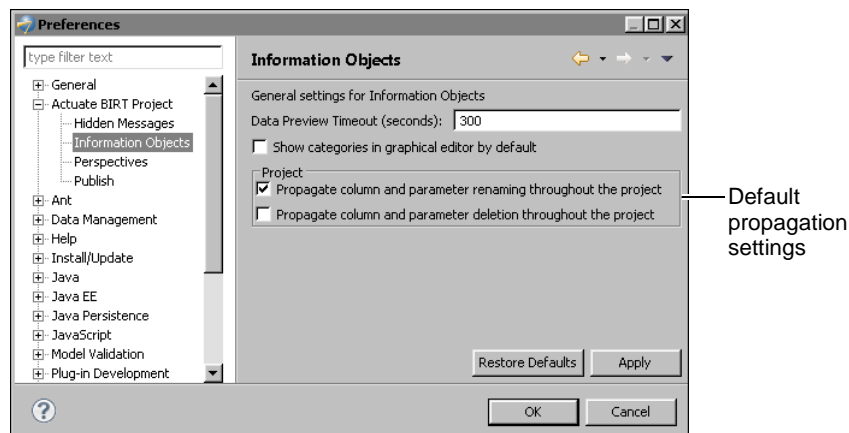 Preferences
type filter text
General
Actuate BIRT Project
Hidden Messages
Information Objects
Perspectives
Publish
Ant
Data Management
Help
Install/Update
Java
Java EE
Java Persistence
JavaScript
Model Validation
Plug-in Development
Information Objects
General settings for Information Objects
Data Preview Timeout (seconds): 300
Show categories in graphical editor by default
Project
Propagate column and parameter renaming throughout the project
Propagate column and parameter deletion throughout the project
Restore Defaults Apply
? OK Cancel
Default
propagation
settings